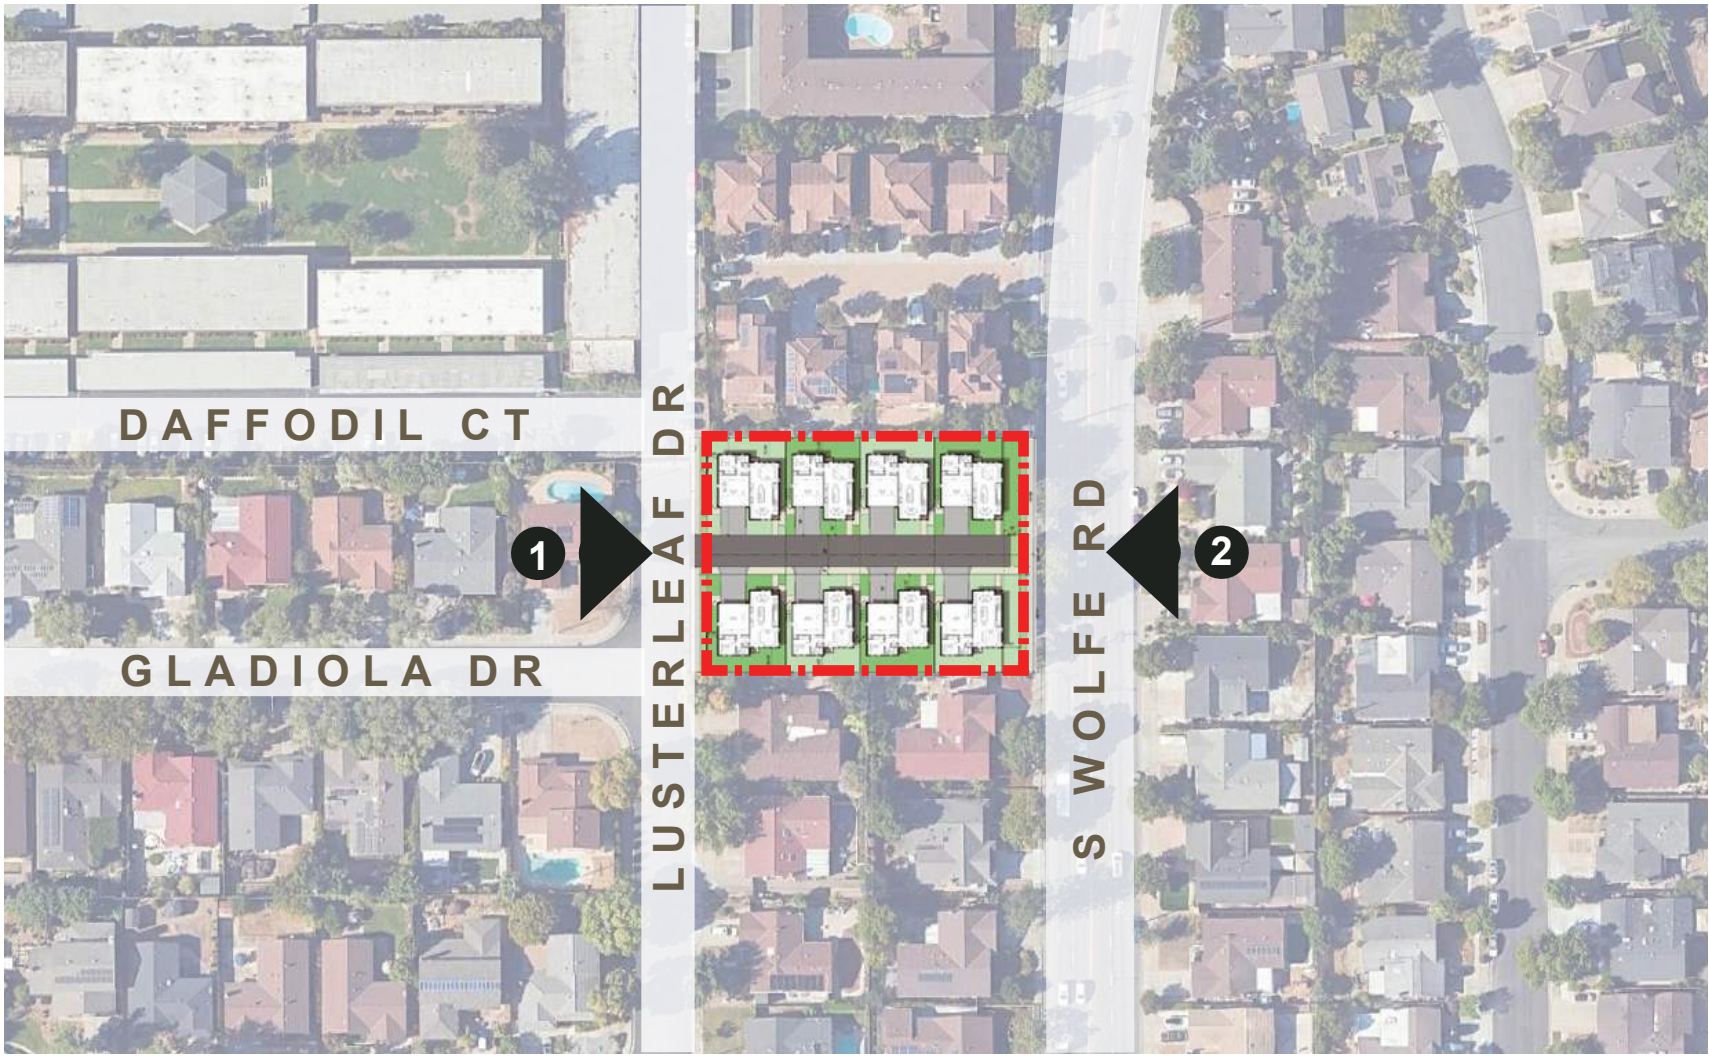 DAFFODIL CT
LUSTERLEAF DR
S WOLFE RD
1
2
GLADIOLA DR